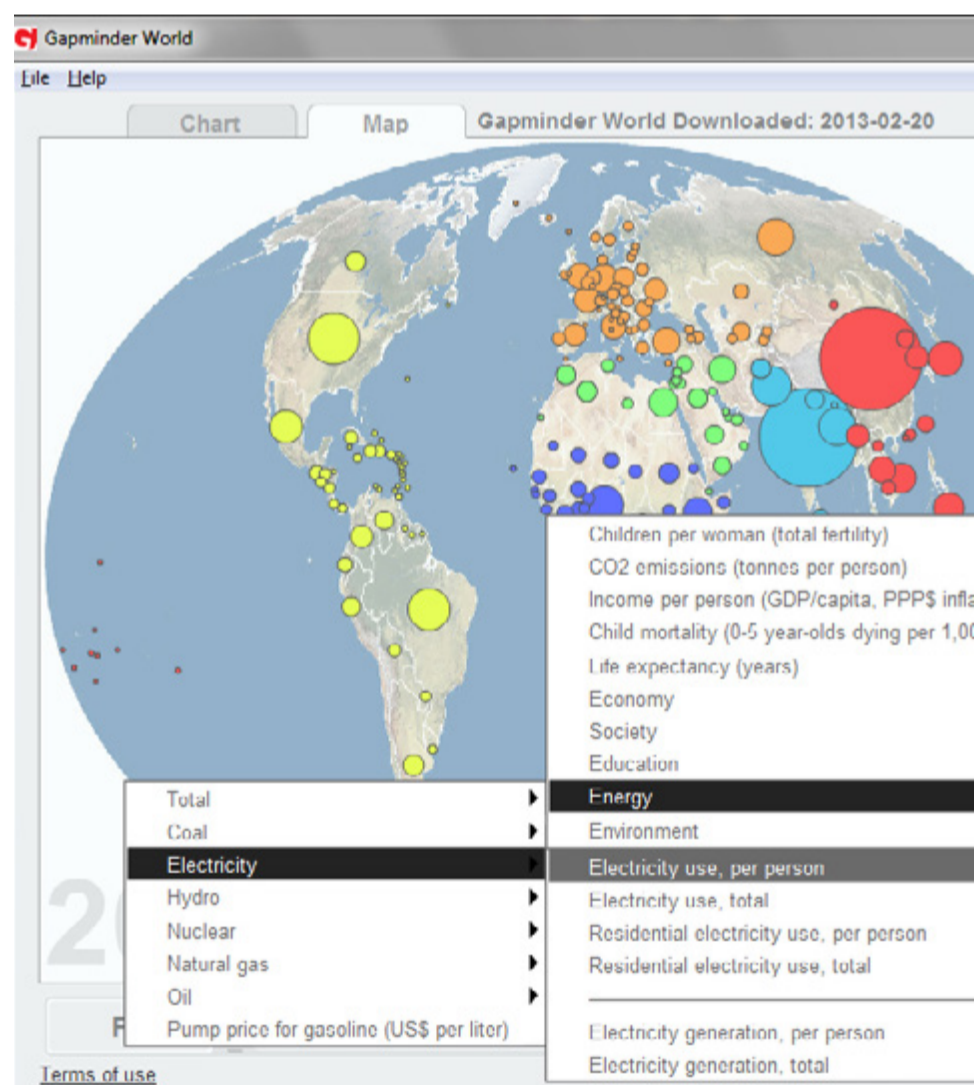 Gapminder World
File Help
Chart Map Gapminder World Downloaded: 2013-02-20
Children per woman (total fertility)
CO2 emissions (tonnes per person)
Income per person (GDP/capita, PPP$ infla
Child mortality (0-5 year-olds dying per 1,00
Life expectancy (years)
Economy
Society
Education
Energy
Environment
Total
Coal
Electricity
Hydro
Nuclear
Natural gas
Oil
Pump price for gasoline (US$ per liter)
Electricity use, per person
Electricity use, total
Residential electricity use, per person
Residential electricity use, total
Electricity generation, per person
Electricity generation, total
Terms of use